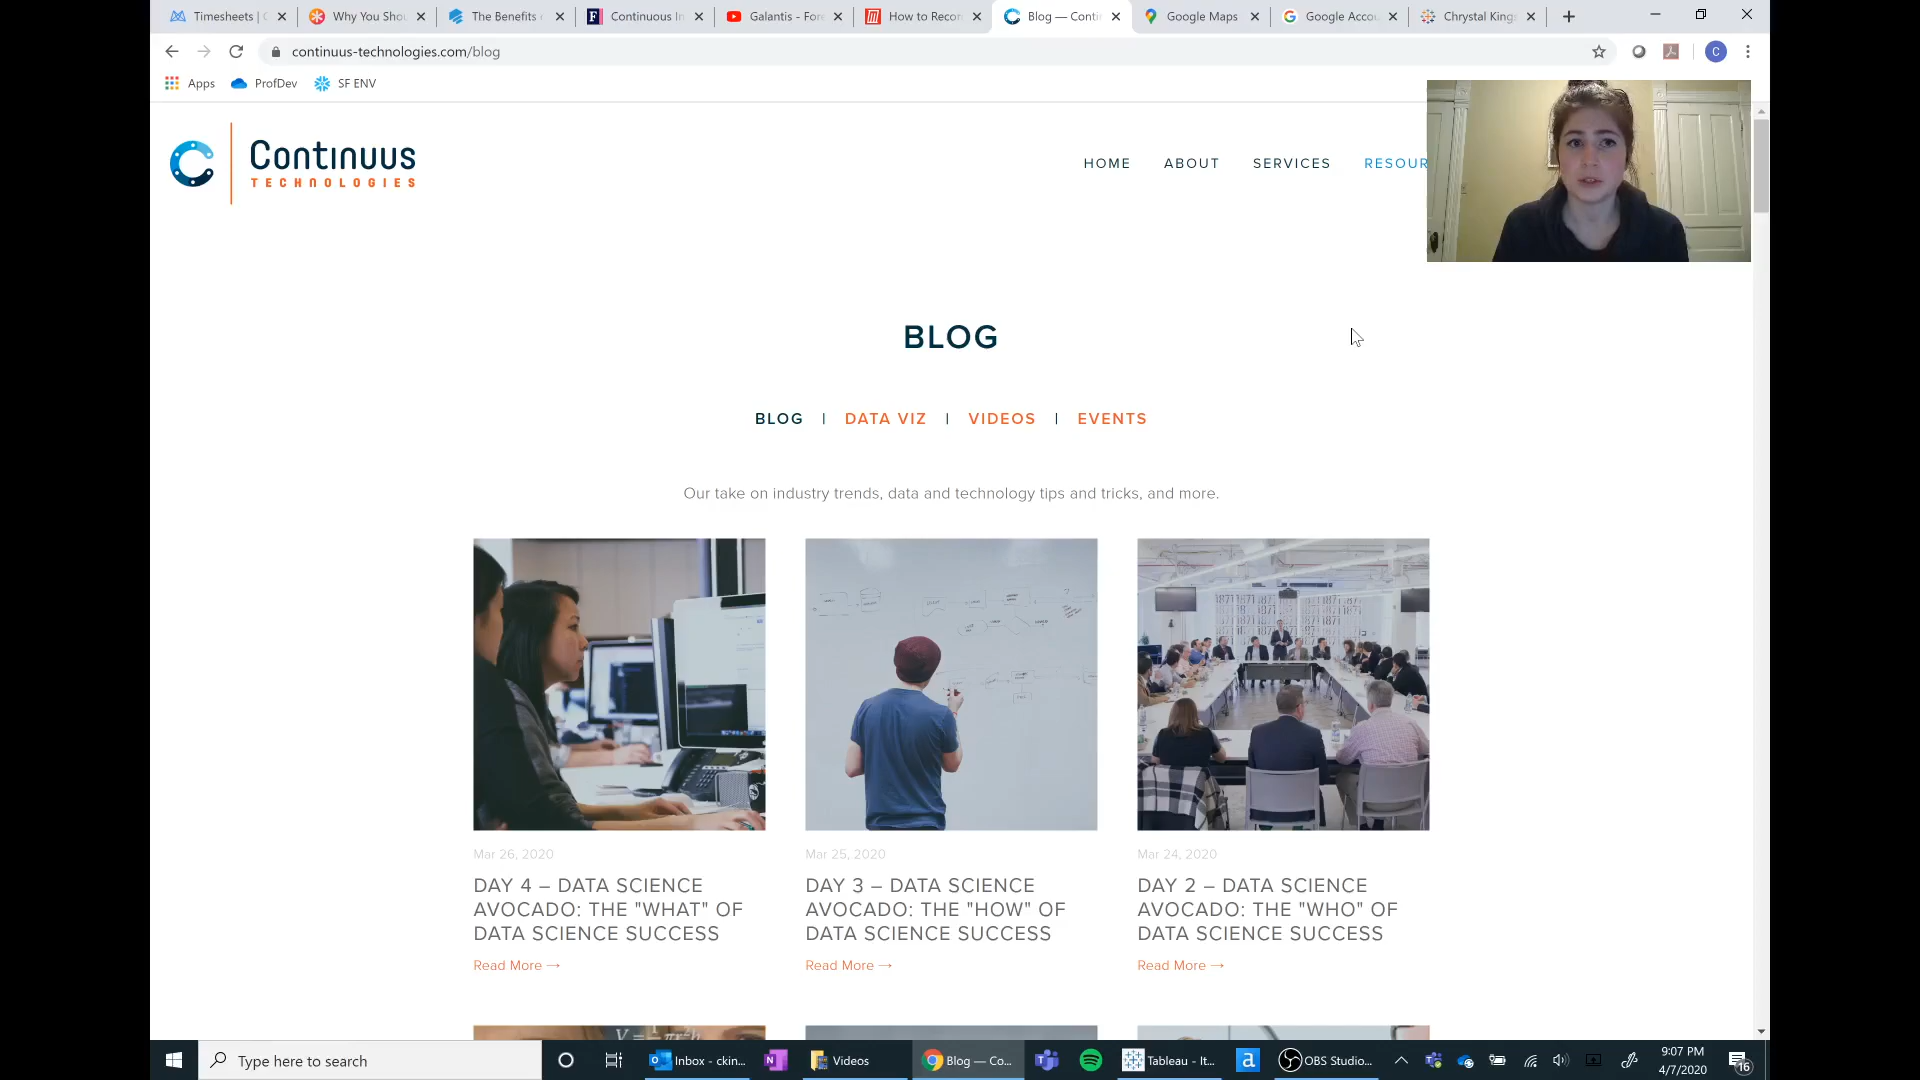 Timesheets | C
Why You Shou
The Benefits
Continuous In
Galantis - Fore
How to Recon
Blog — Conti
Google Maps
Google Accou
Chrystal King
continuus-technologies.com/blog
C
Apps
ProfDev
SF ENV
Continuus
TECHNOLOGIES
HOME
ABOUT
SERVICES
RESOUR
BLOG
BLOG | DATA VIZ | VIDEOS | EVENTS
Our take on industry trends, data and technology tips and tricks, and more.
Mar 26, 2020
DAY 4 – DATA SCIENCE
AVOCADO: THE "WHAT" OF
DATA SCIENCE SUCCESS
Read More →
Mar 25, 2020
DAY 3 – DATA SCIENCE
AVOCADO: THE "HOW" OF
DATA SCIENCE SUCCESS
Read More →
Mar 24, 2020
DAY 2 – DATA SCIENCE
AVOCADO: THE "WHO" OF
DATA SCIENCE SUCCESS
Read More →
Type here to search
Inbox - ckin...
Videos
Blog — Co...
Tableau - It...
a
OBS Studio...
9:07 PM
4/7/2020
16